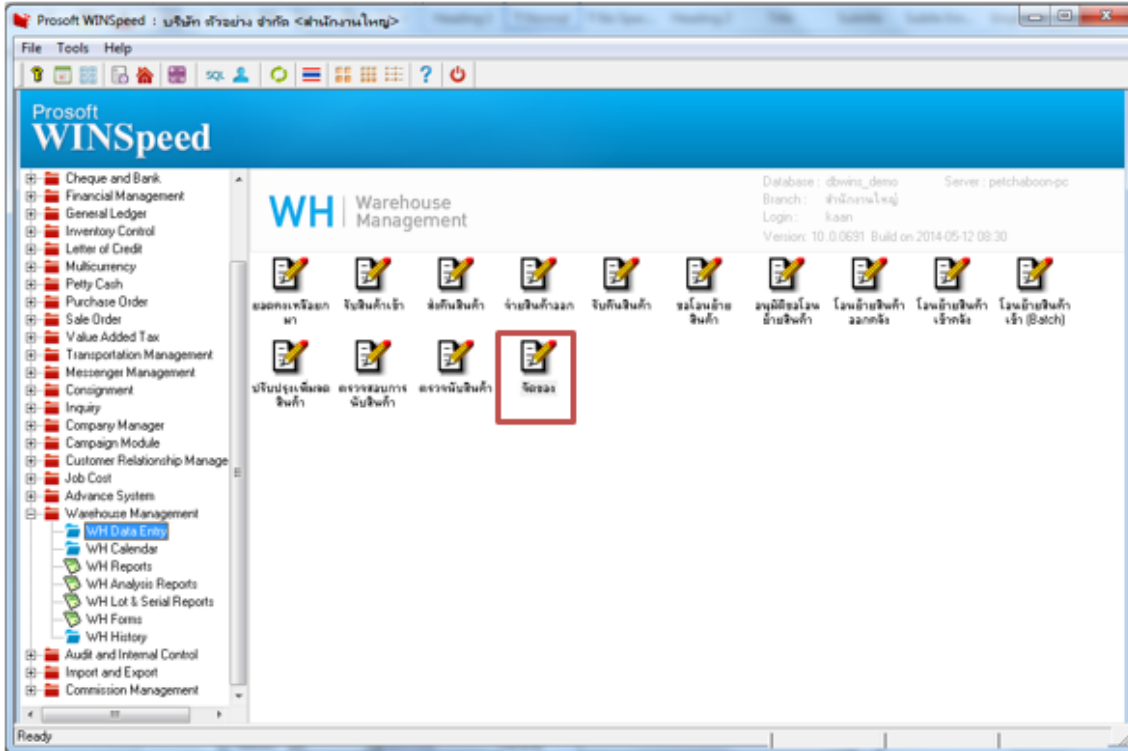 Prosoft WINSpeed : บริษัท ตัวอย่าง จำกัด <สำนักงานใหญ่>
File Tools Help
SQL
Prosoft
WINSpeed
Cheque and Bank
Financial Management
General Ledger
Inventory Control
Letter of Credit
Multicurrency
Petty Cash
Purchase Order
Sale Order
Value Added Tax
Transportation Management
Messenger Management
Consignment
Inquiry
Company Manager
Campaign Module
Customer Relationship Manage
Job Cost
Advance System
Warehouse Management
WH Data Entry
WH Calendar
WH Reports
WH Analysis Reports
WH Lot & Serial Reports
WH Forms
WH History
Audit and Internal Control
Import and Export
Commission Management
WH Warehouse
Management
Database : dbwins_demo Server : petchaboon-pc
Branch : สำนักงานใหญ่
Login : kaan
Version: 10.0.0691 Build on 2014-05-12 08:30
ยอดคงเหลือยก รับสินค้าเข้า ส่งคืนสินค้า จ่ายสินค้าออก รับคืนสินค้า ขอโอนย้าย อนุมัติขอโอน โอนย้ายสินค้า โอนย้ายสินค้า โอนย้ายสินค้า
มา สินค้า ย้ายสินค้า ออกคลัง เข้าคลัง เข้า (Batch)
ปรับปรุงเพิ่มลด ตรวจสอบการ ตรวจนับสินค้า จัดของ
สินค้า นับสินค้า
Ready